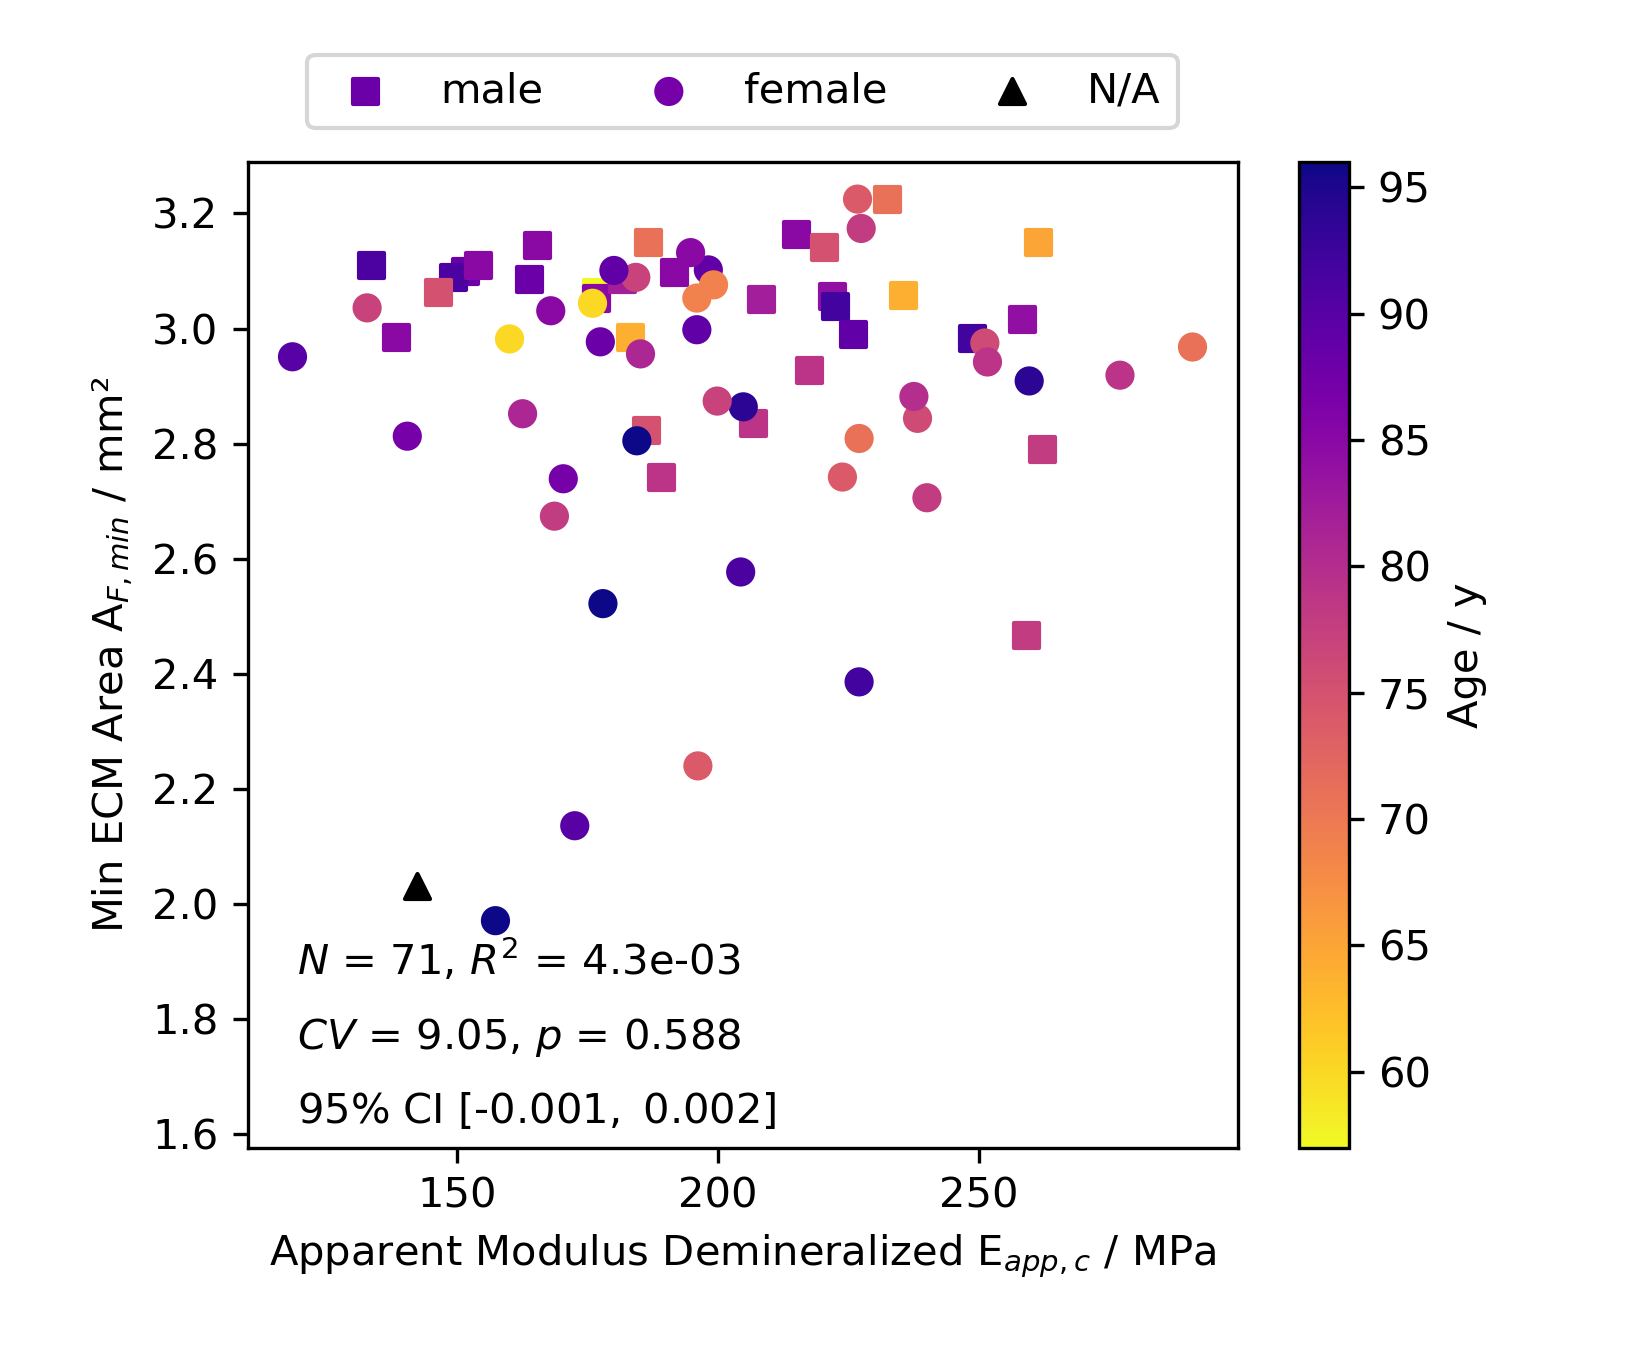 male female N/A
3.2
3.0
2.8
2.6
2.4
2.2
2.0
1.8
1.6
Min ECM Area A_{F, min} / mm²
N = 71, R² = 4.3e-03
CV = 9.05, p = 0.588
95% CI [-0.001, 0.002]
150 200 250
Apparent Modulus Demineralized E_{app, c} / MPa
95
90
85
80
75
70
65
60
Age / y